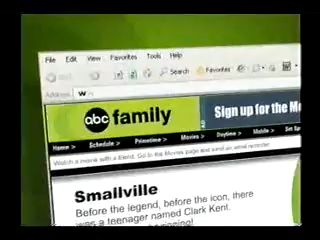 File Edit View Favorites Tools Help
Search Favorites
Address W
abc family Sign up for the M
Home > Schedule > Primetime > Movies > Daytime > Mobile > Set
Watch a movie with a friend. Go to the Movies page and send an email reminder
Smallville
Before the legend, before the icon, there
was a teenager named Clark Kent.